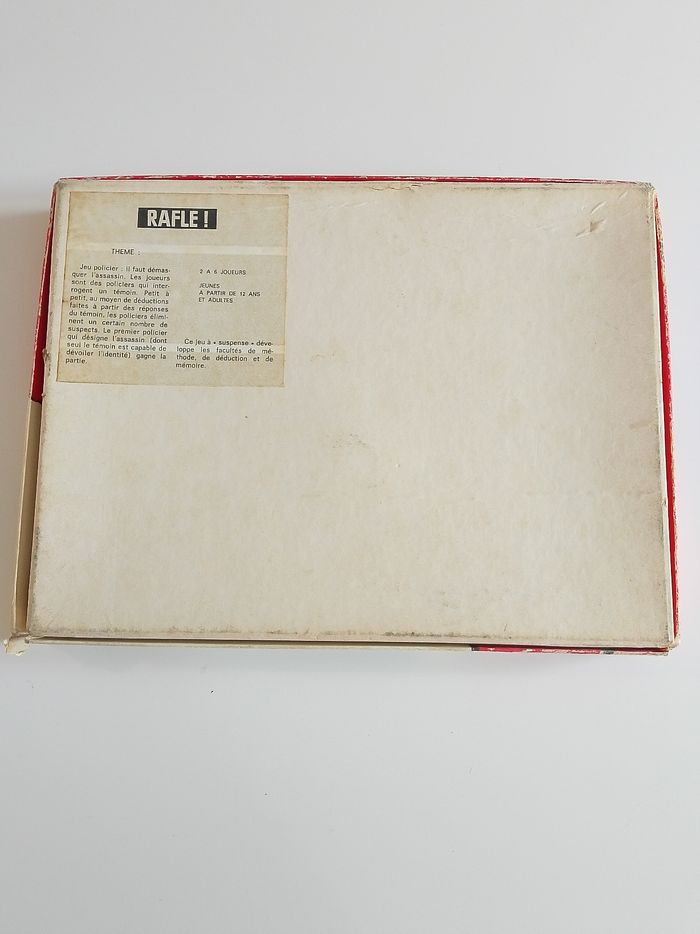 RAFLE !
THEME :
Jeu policier : il faut démas-
quer l'assassin. Les joueurs
sont des policiers qui inter-
rogent un témoin. Petit à
petit, au moyen de déductions
faites à partir des réponses
du témoin, les policiers élimi-
nent un certain nombre de
suspects. Le premier policier
qui désigne l'assassin (dont
seul le témoin est capable de
dévoiler l'identité) gagne la
partie.
2 A 6 JOUEURS
JEUNES
A PARTIR DE 12 ANS
ET ADULTES
Ce jeu à « suspense » déve-
loppe les facultés de mé-
thode, de déduction et de
mémoire.